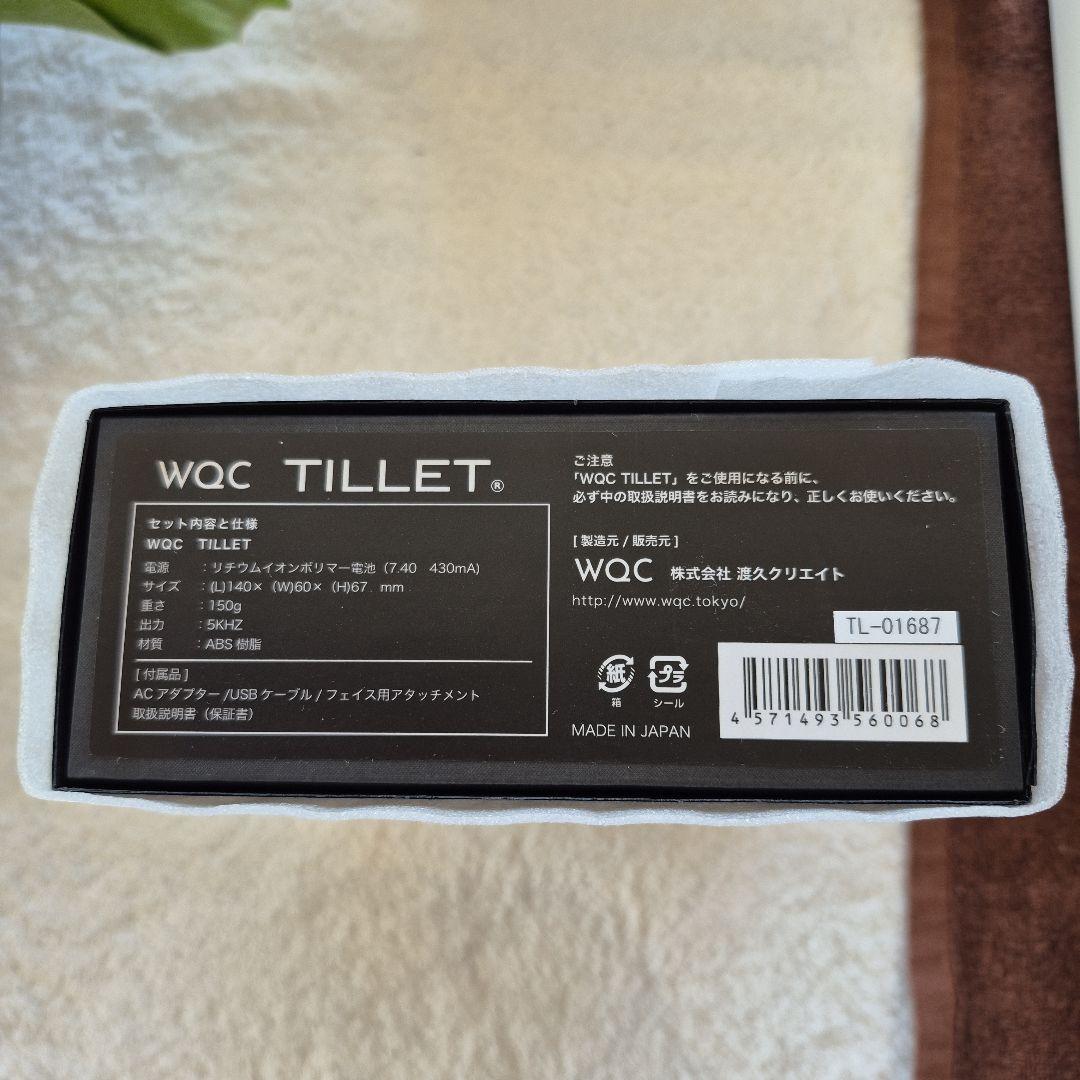 WQC TILLET®
セット内容と仕様
WQC TILLET
電源 :リチウムイオンポリマー電池(7.40 430mA)
サイズ :(L)140×(W)60×(H)67 mm
重さ :150g
出力 :5KHZ
材質 :ABS 樹脂
[付属品]
ACアダプター/USBケーブル/フェイス用アタッチメント
取扱説明書(保証書)
ご注意
「WQC TILLET」をご使用になる前に、
必ず中の取扱説明書をお読みになり、正しくお使いください。
[製造元/販売元]
WQC 株式会社 渡久クリエイト
http://www.wqc.tokyo/
TL-01687
紙 プラ
箱 シール
MADE IN JAPAN
4 571493 560068